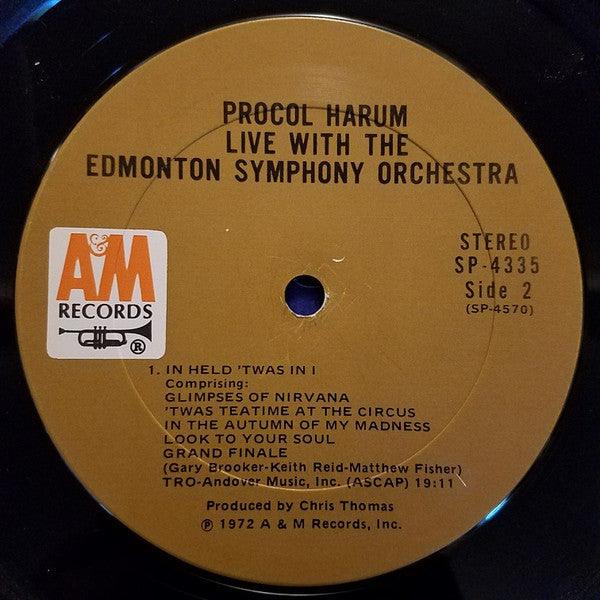 PROCOL HARUM
LIVE WITH THE
EDMONTON SYMPHONY ORCHESTRA
A&M
RECORDS
®
STEREO
SP-4335
Side 2
(SP-4570)
1. IN HELD 'TWAS IN I
Comprising:
GLIMPSES OF NIRVANA
'TWAS TEATIME AT THE CIRCUS
IN THE AUTUMN OF MY MADNESS
LOOK TO YOUR SOUL
GRAND FINALE
(Gary Brooker-Keith Reid-Matthew Fisher)
TRO-Andover Music, Inc. (ASCAP) 19:11
Produced by Chris Thomas
℗ 1972 A & M Records, Inc.